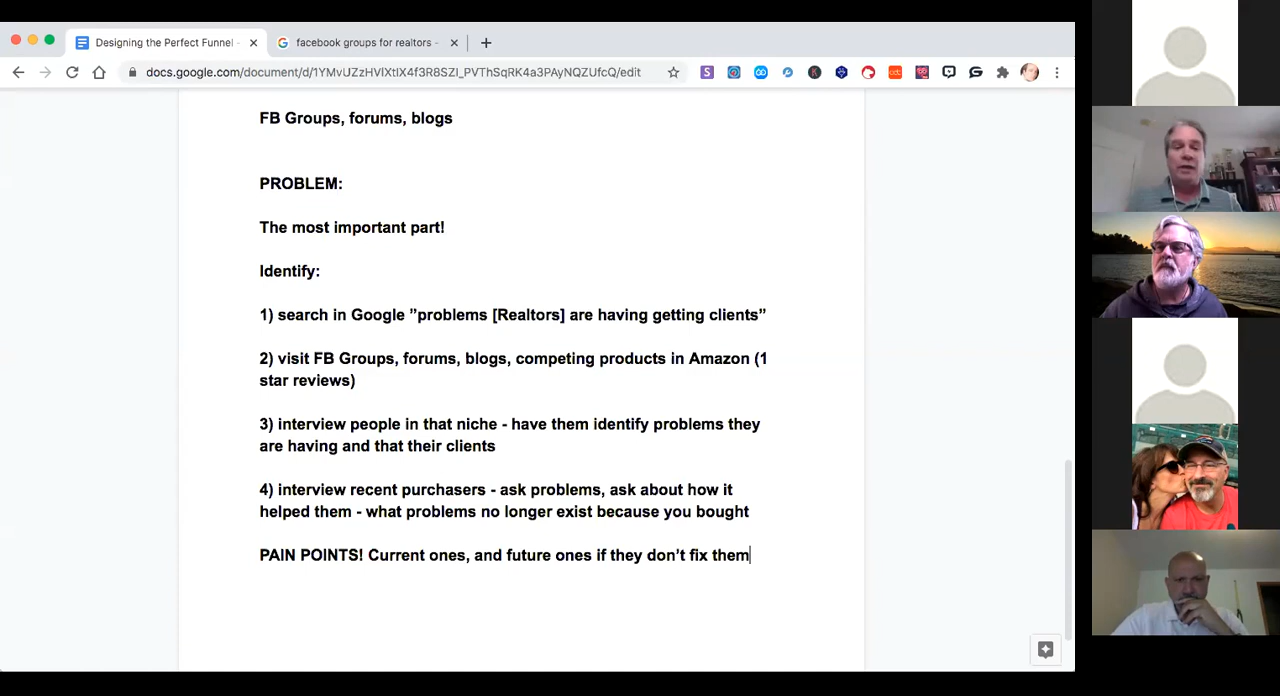 Designing the Perfect Funnel -
facebook groups for realtors -
docs.google.com/document/d/1YMvUZzHVIXtIX4f3R8SZI_PVThSqRK4a3PAyNQZUfcQ/edit
FB Groups, forums, blogs
PROBLEM:
The most important part!
Identify:
1) search in Google ”problems [Realtors] are having getting clients”
2) visit FB Groups, forums, blogs, competing products in Amazon (1
star reviews)
3) interview people in that niche - have them identify problems they
are having and that their clients
4) interview recent purchasers - ask problems, ask about how it
helped them - what problems no longer exist because you bought
PAIN POINTS! Current ones, and future ones if they don’t fix them